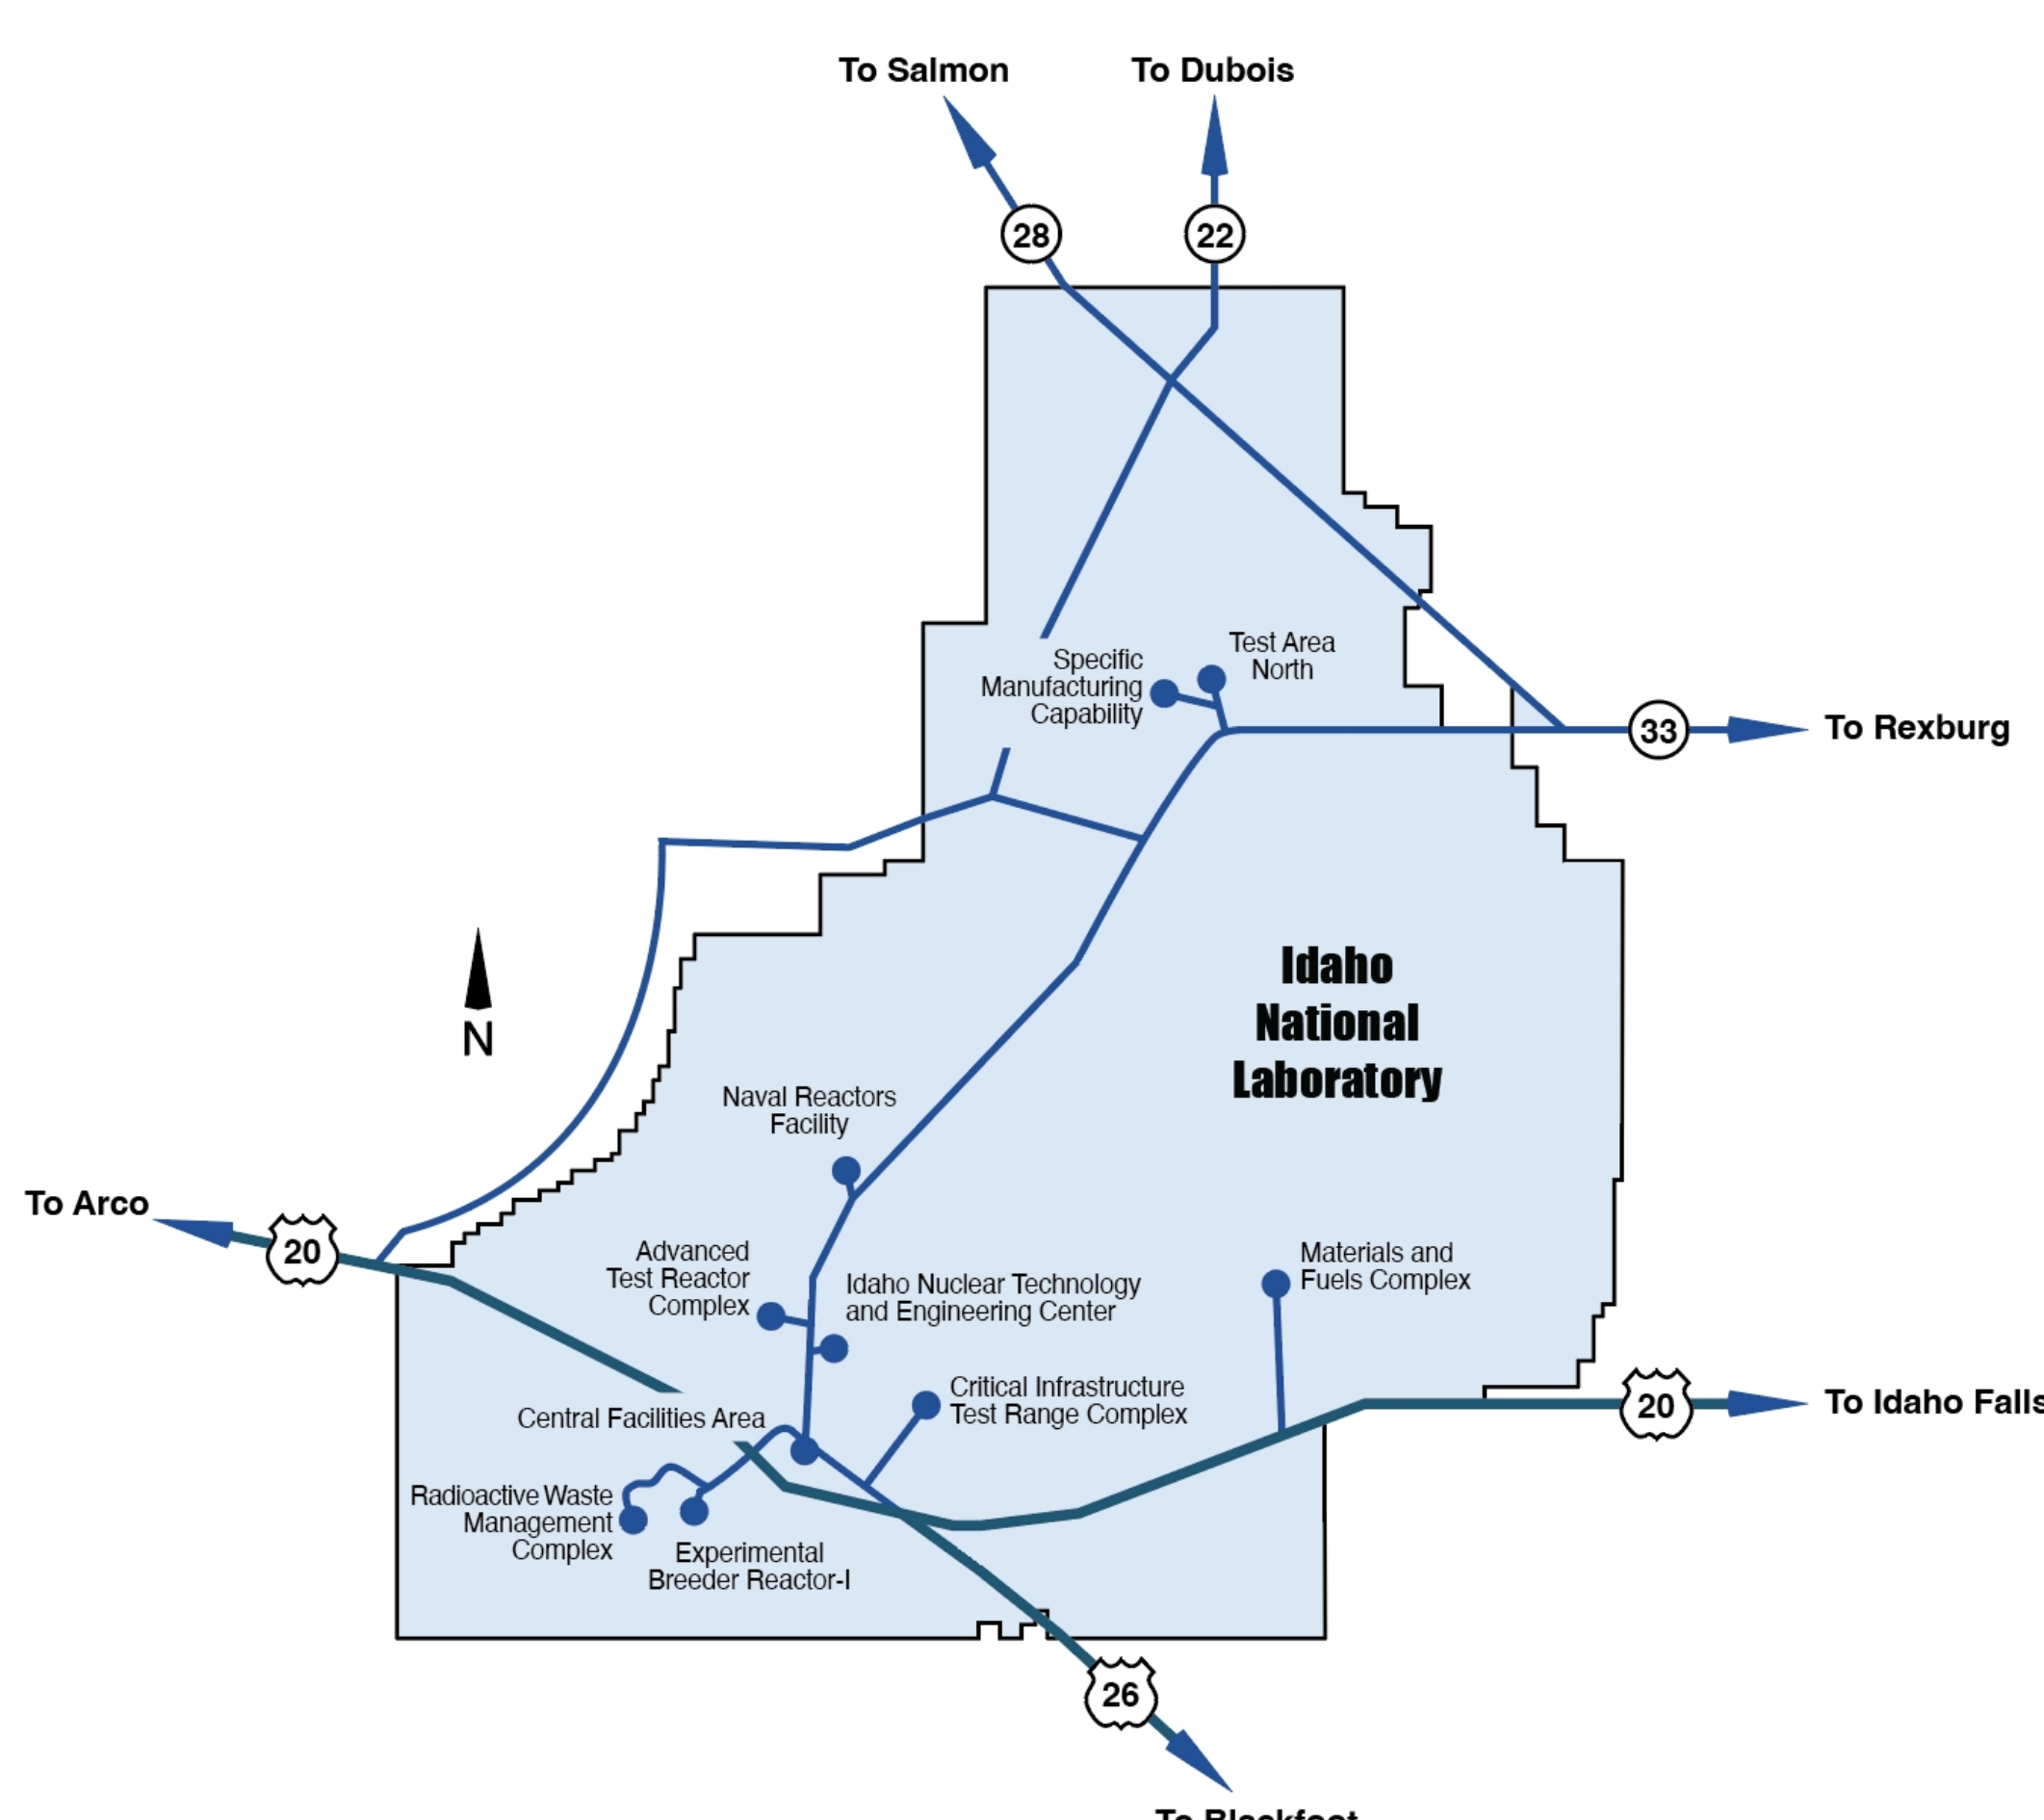 To Salmon
To Dubois
28
22
Test Area
North
Specific
Manufacturing
Capability
33
To Rexburg
Idaho
National
Laboratory
N
Naval Reactors
Facility
To Arco
20
Advanced
Test Reactor
Complex
Idaho Nuclear Technology
and Engineering Center
Materials and
Fuels Complex
Critical Infrastructure
Test Range Complex
20
To Idaho Falls
Central Facilities Area
Radioactive Waste
Management
Complex
Experimental
Breeder Reactor-I
26
To Blackfoot